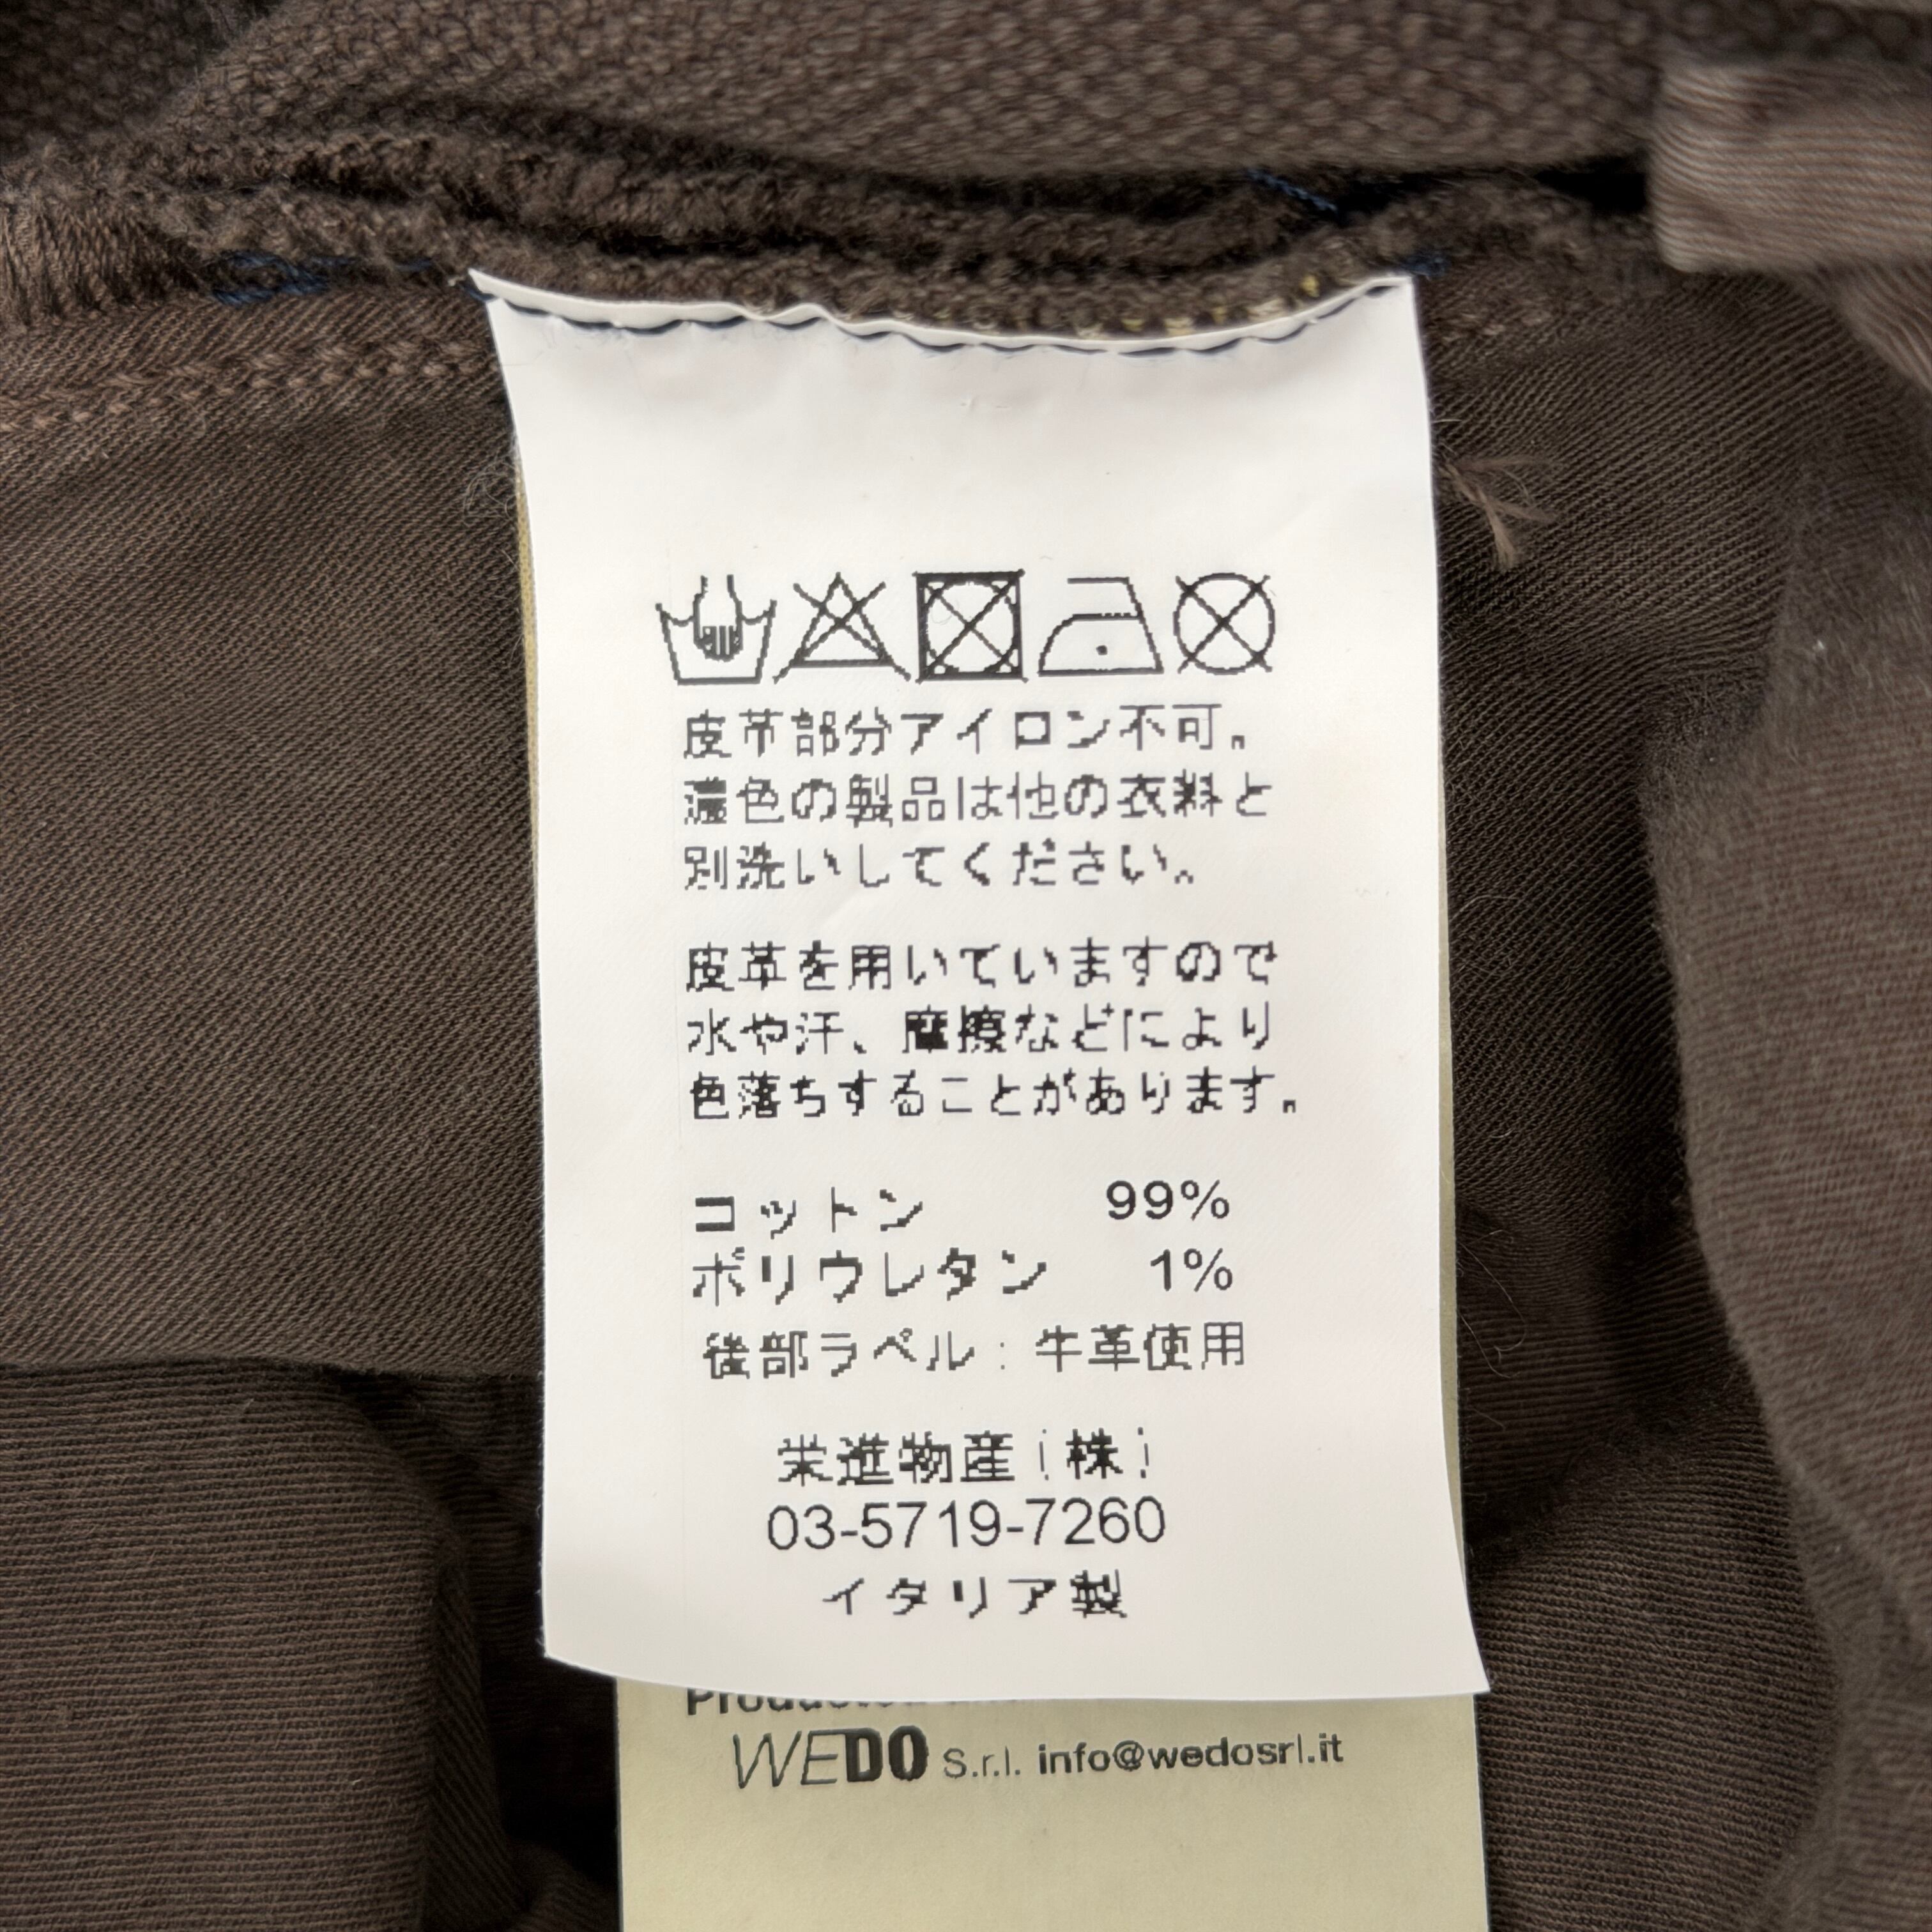 皮革部分アイロン不可。
濃色の製品は他の衣料と
別洗いしてください。
皮革を用いていますので
水や汗、摩擦などにより
色落ちすることがあります。
コットン 99%
ポリウレタン 1%
後部ラベル：牛革使用
栄進物産(株)
03-5719-7260
イタリア製
WEDO S.r.l. info@wedosrl.it